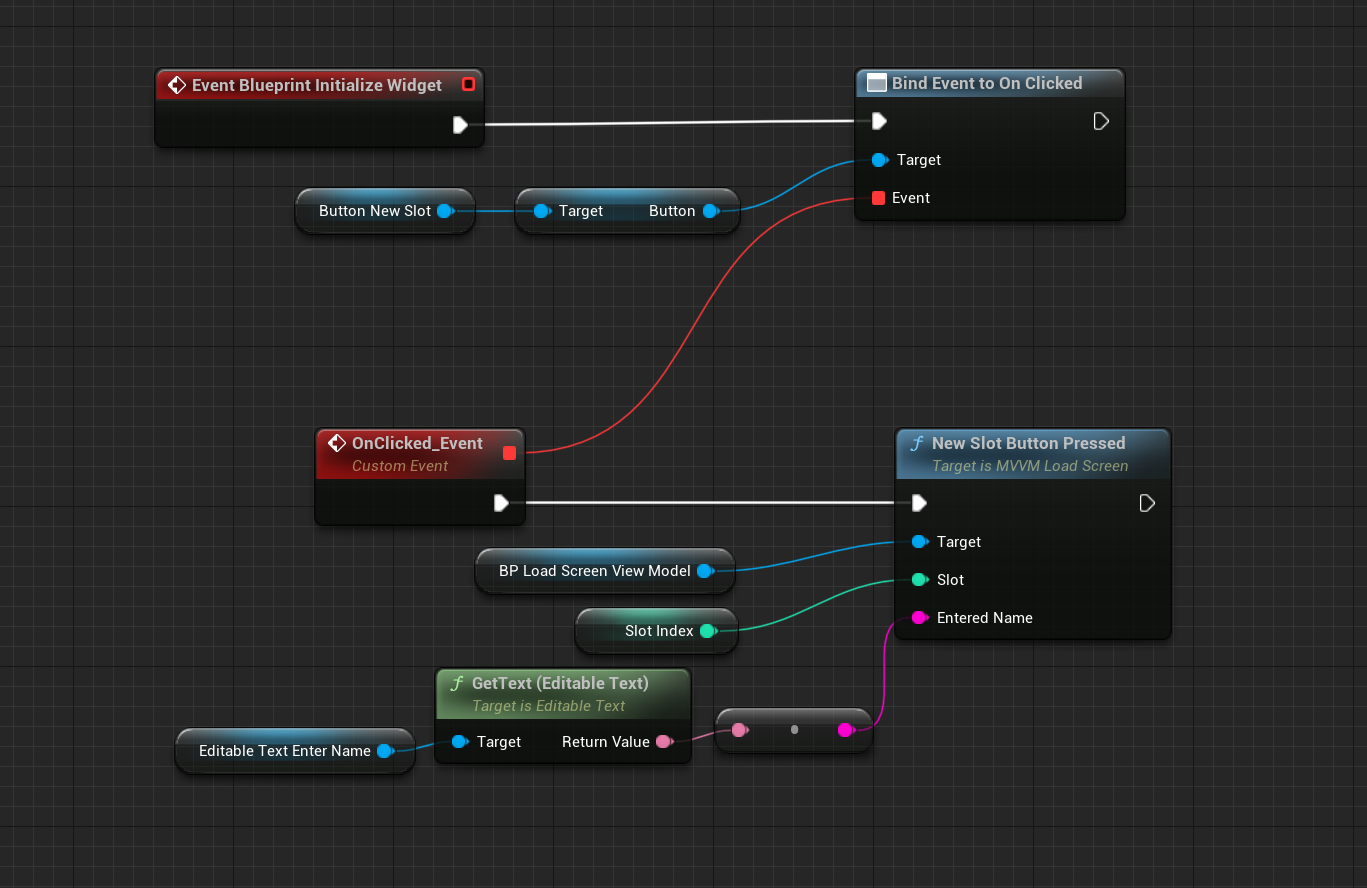 Event Blueprint Initialize Widget
Bind Event to On Clicked
Target
Event
Button New Slot
Target Button
OnClicked_Event
Custom Event
New Slot Button Pressed
Target is MVVM Load Screen
Target
Slot
Entered Name
BP Load Screen View Model
Slot Index
GetText (Editable Text)
Target is Editable Text
Target Return Value
Editable Text Enter Name